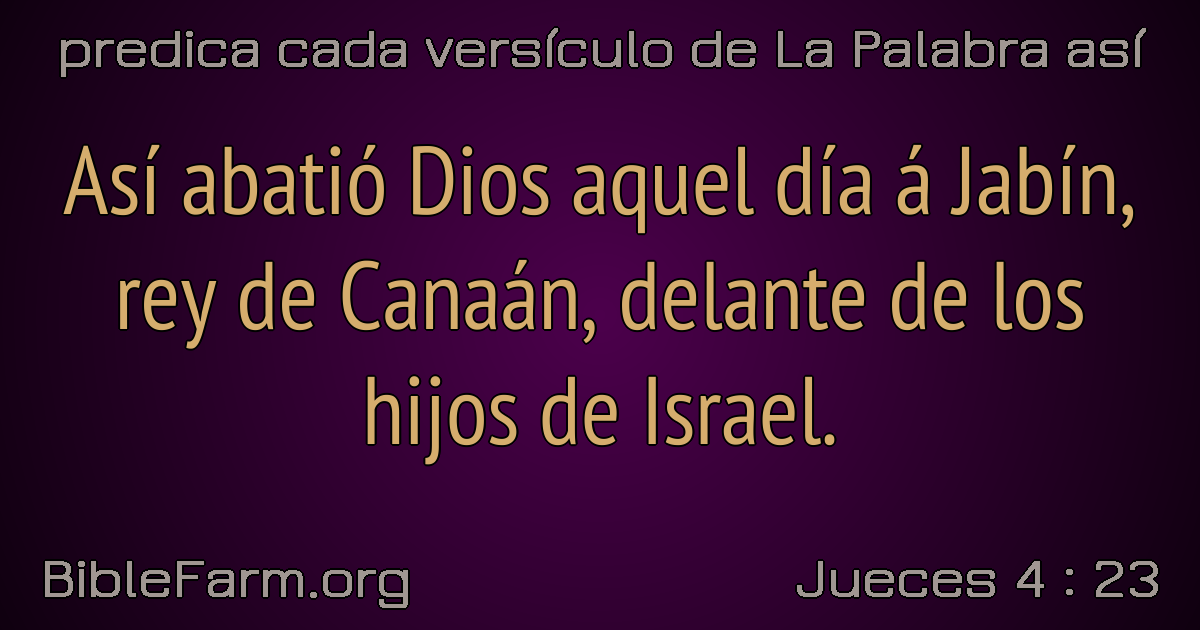 predica cada versículo de La Palabra así
Así abatió Dios aquel día á Jabín,
rey de Canaán, delante de los
hijos de Israel.
BibleFarm.org
Jueces 4 : 23